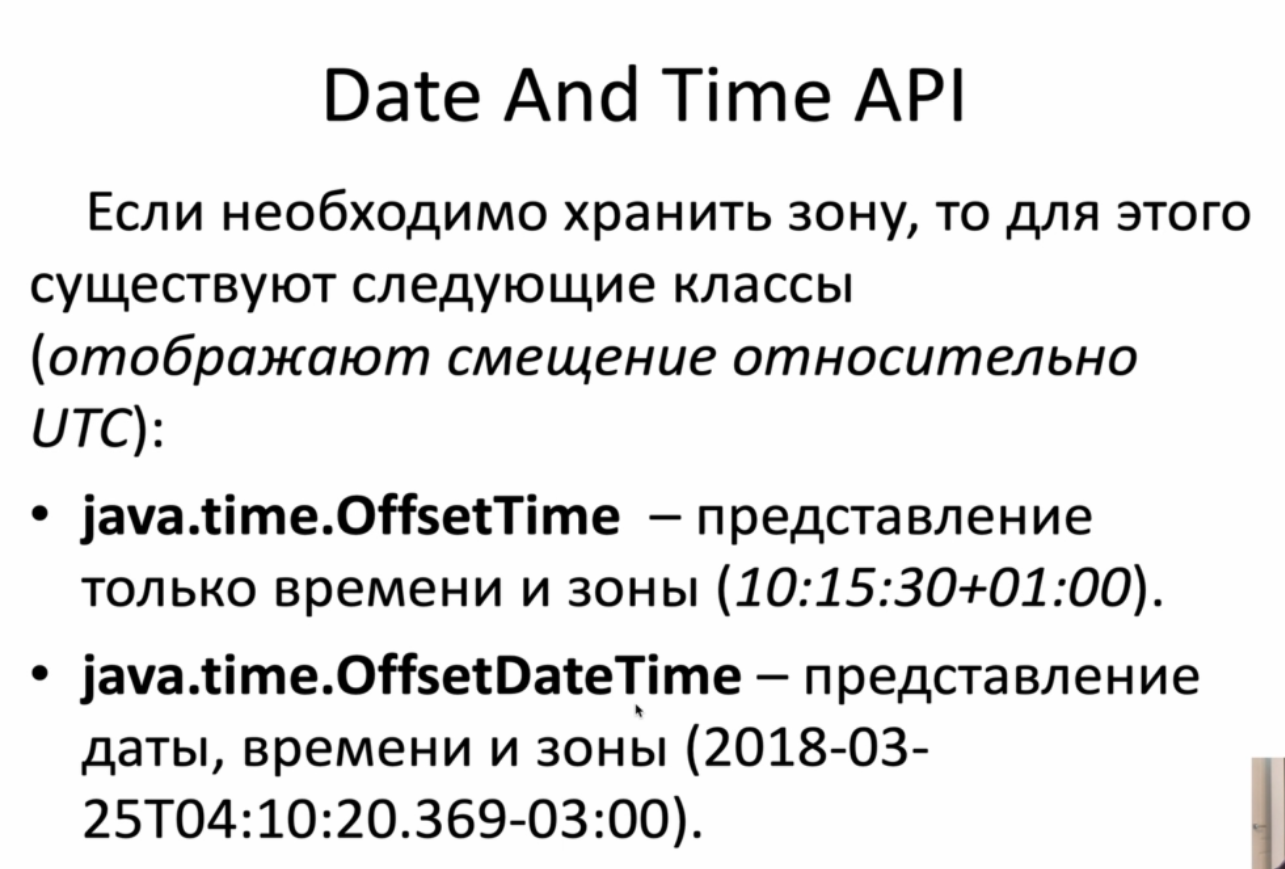 Date And Time API
Если необходимо хранить зону, то для этого
существуют следующие классы
(отображают смещение относительно
UTC):
• java.time.OffsetTime – представление
только времени и зоны (10:15:30+01:00).
• java.time.OffsetDateTime – представление
даты, времени и зоны (2018-03-
25T04:10:20.369-03:00).